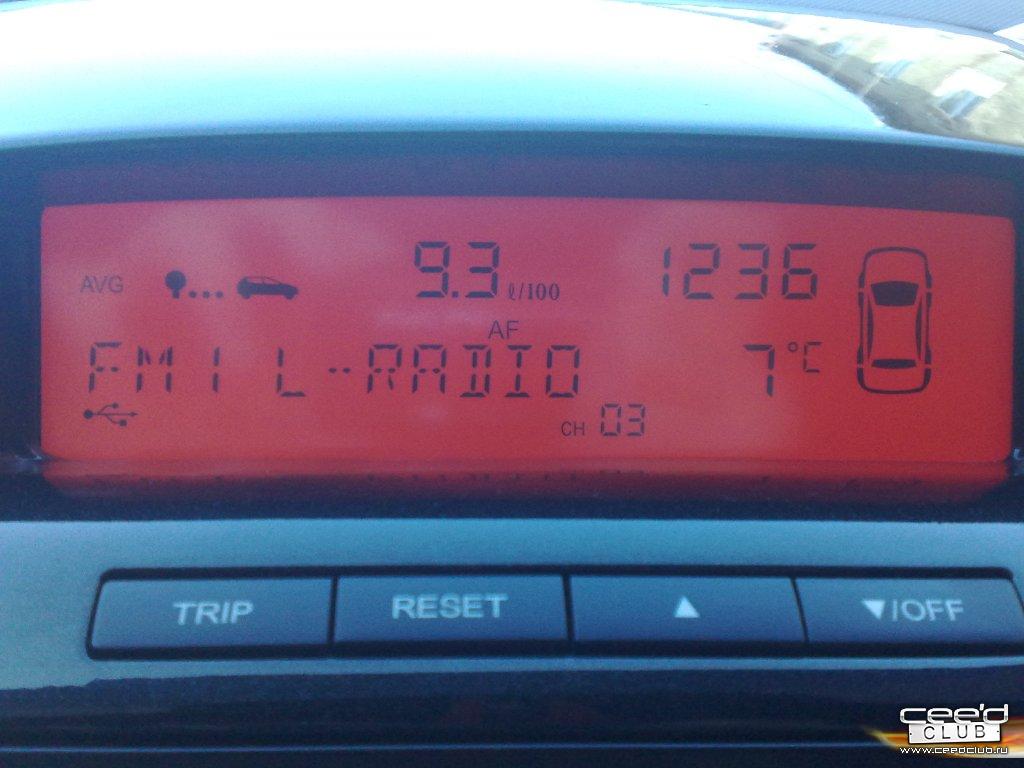 AVG 9.3 ℓ/100 1236
AF
FM1 L-RADIO 7°C
CH 03
TRIP RESET ▲ ▼/OFF
cee'd
CLUB
www.ceedclub.ru